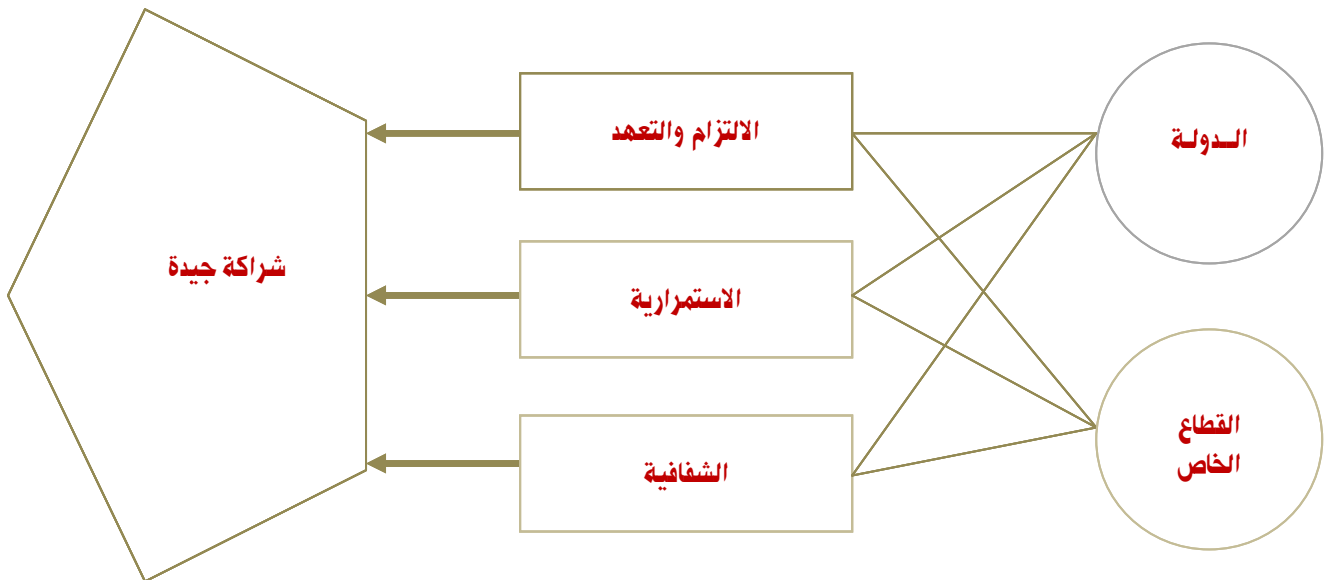 الـدولـة
القطاع
الخاص
الالتزام والتعهد
الاستمرارية
الشفافية
شراكة جيدة